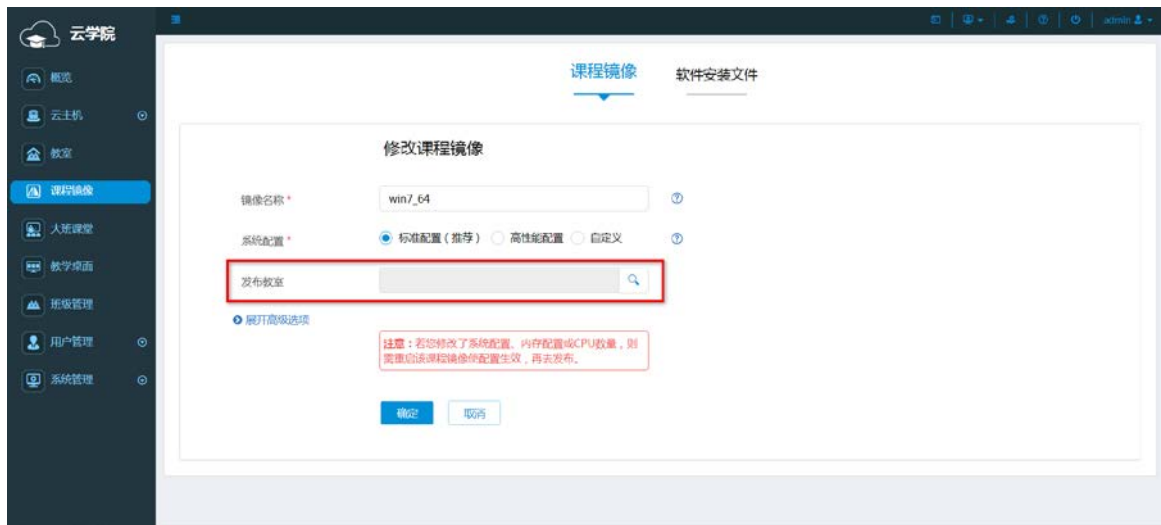 云学院
admin
概览
云主机
教室
课程镜像
大班课堂
教学桌面
班级管理
用户管理
系统管理
课程镜像
软件安装文件
修改课程镜像
镜像名称 *
win7_64
系统配置 *
标准配置（推荐）
高性能配置
自定义
发布教室
展开高级选项
注意：若您修改了系统配置、内存配置或CPU数量，则
需重启该课程镜像使配置生效，再去发布。
确定
取消